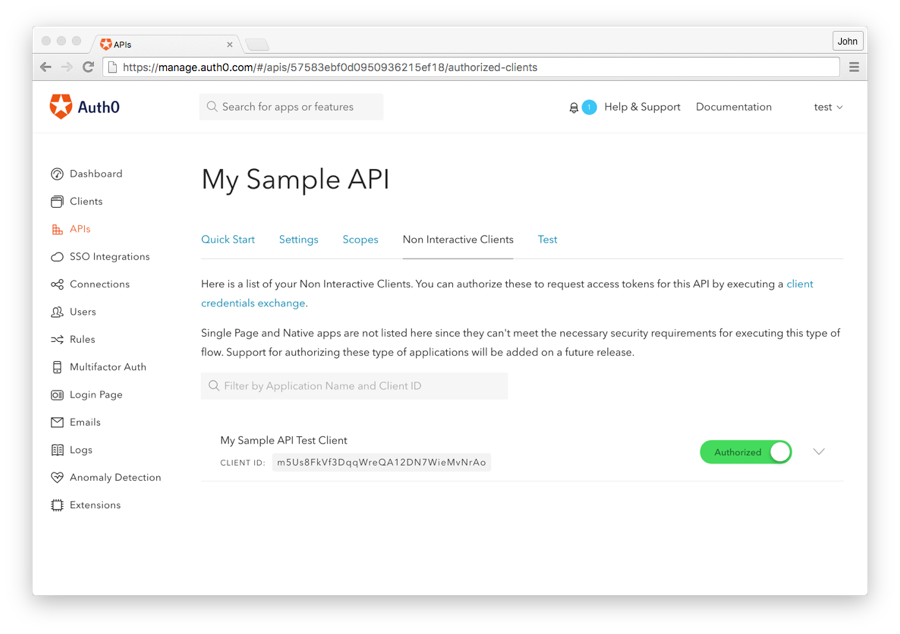 APIs
John
https://manage.auth0.com/#/apis/57583ebf0d0950936215ef18/authorized-clients
Auth0
Search for apps or features
1
Help & Support
Documentation
test
Dashboard
Clients
APIs
SSO Integrations
Connections
Users
Rules
Multifactor Auth
Login Page
Emails
Logs
Anomaly Detection
Extensions
My Sample API
Quick Start
Settings
Scopes
Non Interactive Clients
Test
Here is a list of your Non Interactive Clients. You can authorize these to request access tokens for this API by executing a client
credentials exchange.
Single Page and Native apps are not listed here since they can't meet the necessary security requirements for executing this type of
flow. Support for authorizing these type of applications will be added on a future release.
Filter by Application Name and Client ID
My Sample API Test Client
CLIENT ID: m5Us8FkVf3DqqWreQA12DN7WieMvNrAo
Authorized